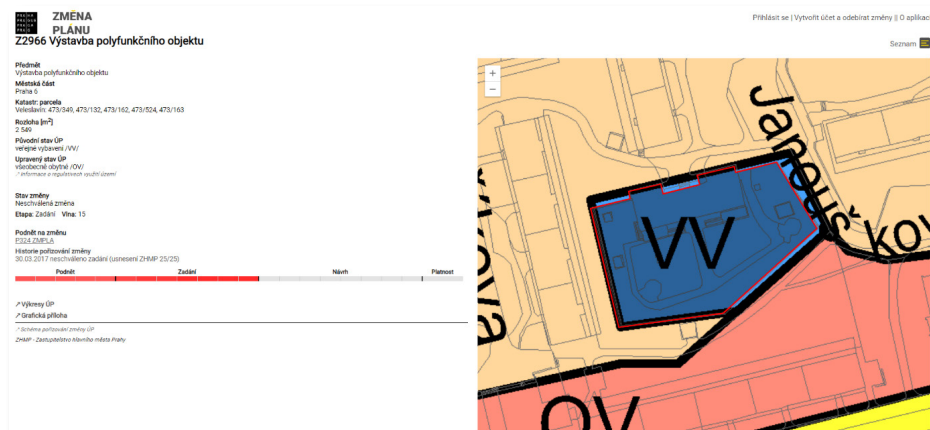 PRAHA
PRAGUE
PRAGA
PRAG
ZMĚNA
PLÁNU
Přihlásit se | Vytvořit účet a odebírat změny || O aplikac
Z2966 Výstavba polyfunkčního objektu
Seznam
Předmět
Výstavba polyfunkčního objektu
Městská část
Praha 6
Katastr: parcela
Veleslavín: 473/349, 473/132, 473/162, 473/524, 473/163
Rozloha [m²]
2 549
Původní stav ÚP
veřejné vybavení /VV/
Upravený stav ÚP
všeobecně obytné /OV/
↗ Informace o regulativech využití území
Stav změny
Neschválená změna
Etapa: Zadání Vlna: 15
Podnět na změnu
P324 ZMPLA
Historie pořizování změny
30.03.2017 neschváleno zadání (usnesení ZHMP 25/25)
Podnět Zadání Návrh Platnost
↗ Výkresy ÚP
↗ Grafická příloha
↗ Schéma pořizování změny ÚP
ZHMP - Zastupitelstvo hlavního města Prahy
+
−
Janouškov
VV
kova
OV